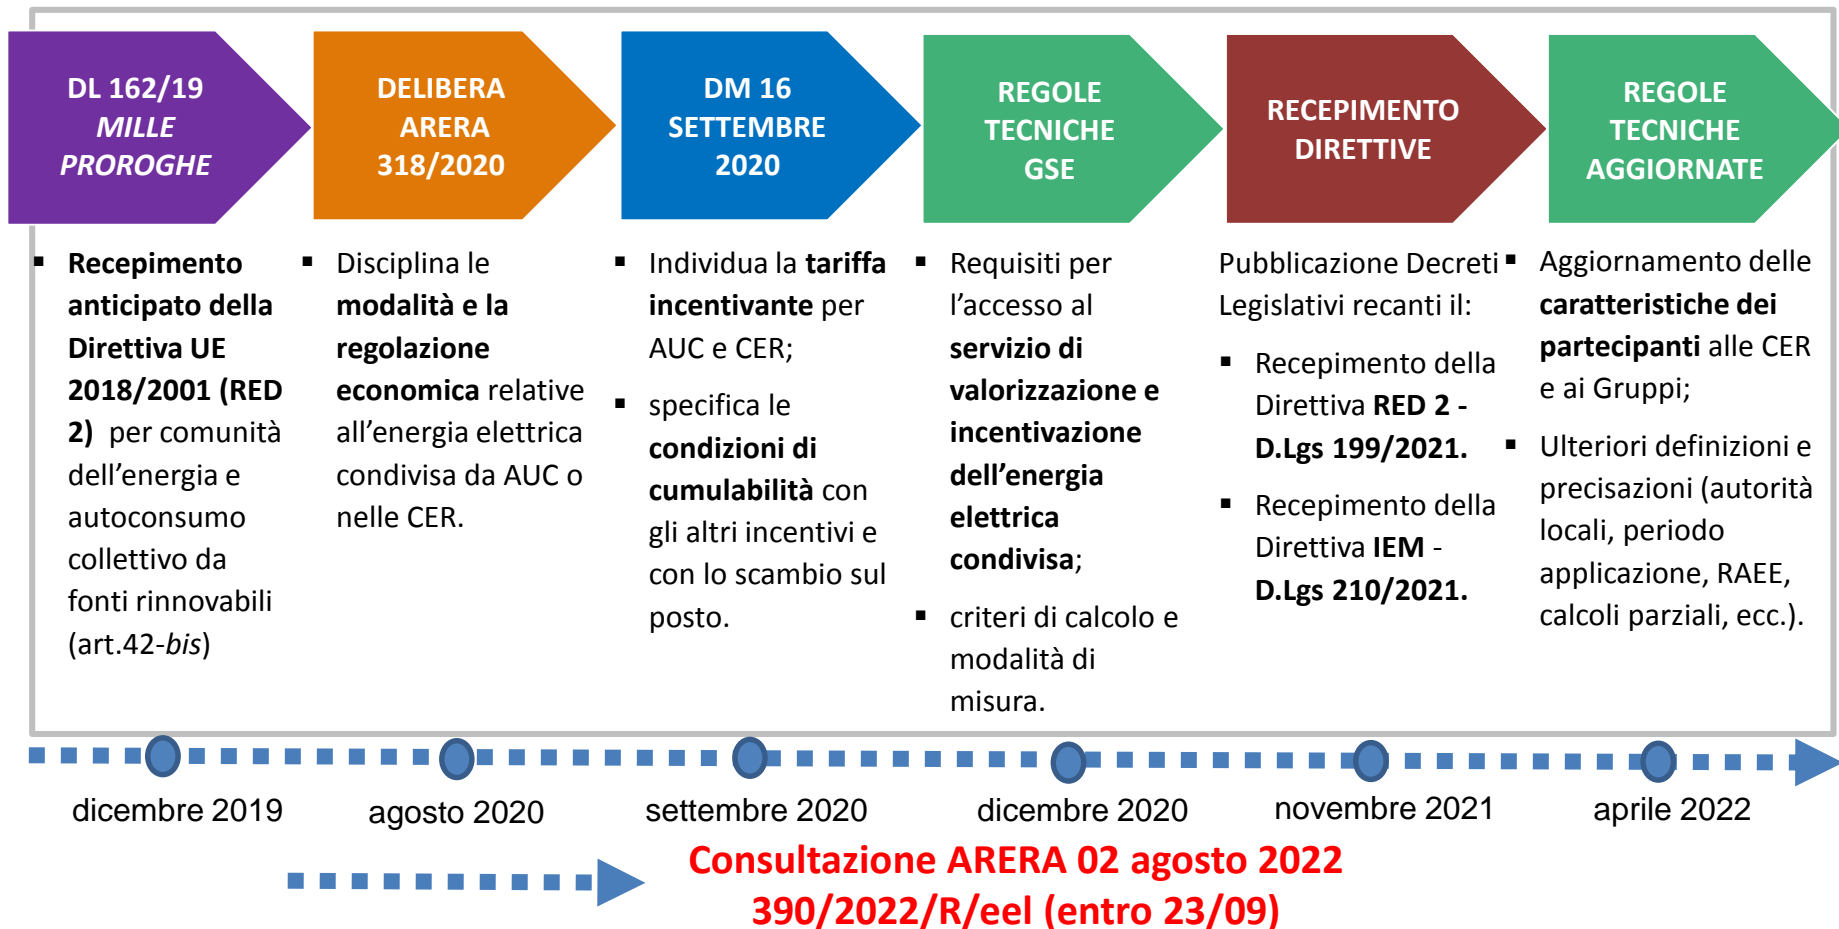 DL 162/19
MILLE
PROROGHE
DELIBERA
ARERA
318/2020
DM 16
SETTEMBRE
2020
REGOLE
TECNICHE
GSE
RECEPIMENTO
DIRETTIVE
REGOLE
TECNICHE
AGGIORNATE
▪ Recepimento
anticipato della
Direttiva UE
2018/2001 (RED
2) per comunità
dell’energia e
autoconsumo
collettivo da
fonti rinnovabili
(art.42-bis)
▪ Disciplina le
modalità e la
regolazione
economica relative
all’energia elettrica
condivisa da AUC o
nelle CER.
▪ Individua la tariffa
incentivante per
AUC e CER;
▪ specifica le
condizioni di
cumulabilità con
gli altri incentivi e
con lo scambio sul
posto.
▪ Requisiti per
l’accesso al
servizio di
valorizzazione e
incentivazione
dell’energia
elettrica
condivisa;
▪ criteri di calcolo e
modalità di
misura.
Pubblicazione Decreti
Legislativi recanti il:
▪ Recepimento della
Direttiva RED 2 -
D.Lgs 199/2021.
▪ Recepimento della
Direttiva IEM -
D.Lgs 210/2021.
▪ Aggiornamento delle
caratteristiche dei
partecipanti alle CER
e ai Gruppi;
▪ Ulteriori definizioni e
precisazioni (autorità
locali, periodo
applicazione, RAEE,
calcoli parziali, ecc.).
dicembre 2019
agosto 2020
settembre 2020
dicembre 2020
novembre 2021
aprile 2022
Consultazione ARERA 02 agosto 2022
390/2022/R/eel (entro 23/09)